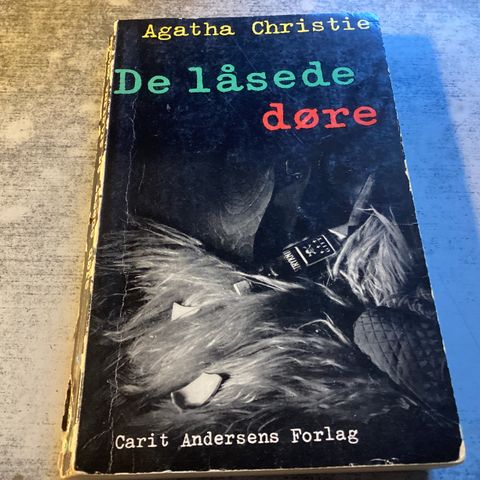 Agatha Christie
De låsede
døre
Carit Andersens Forlag